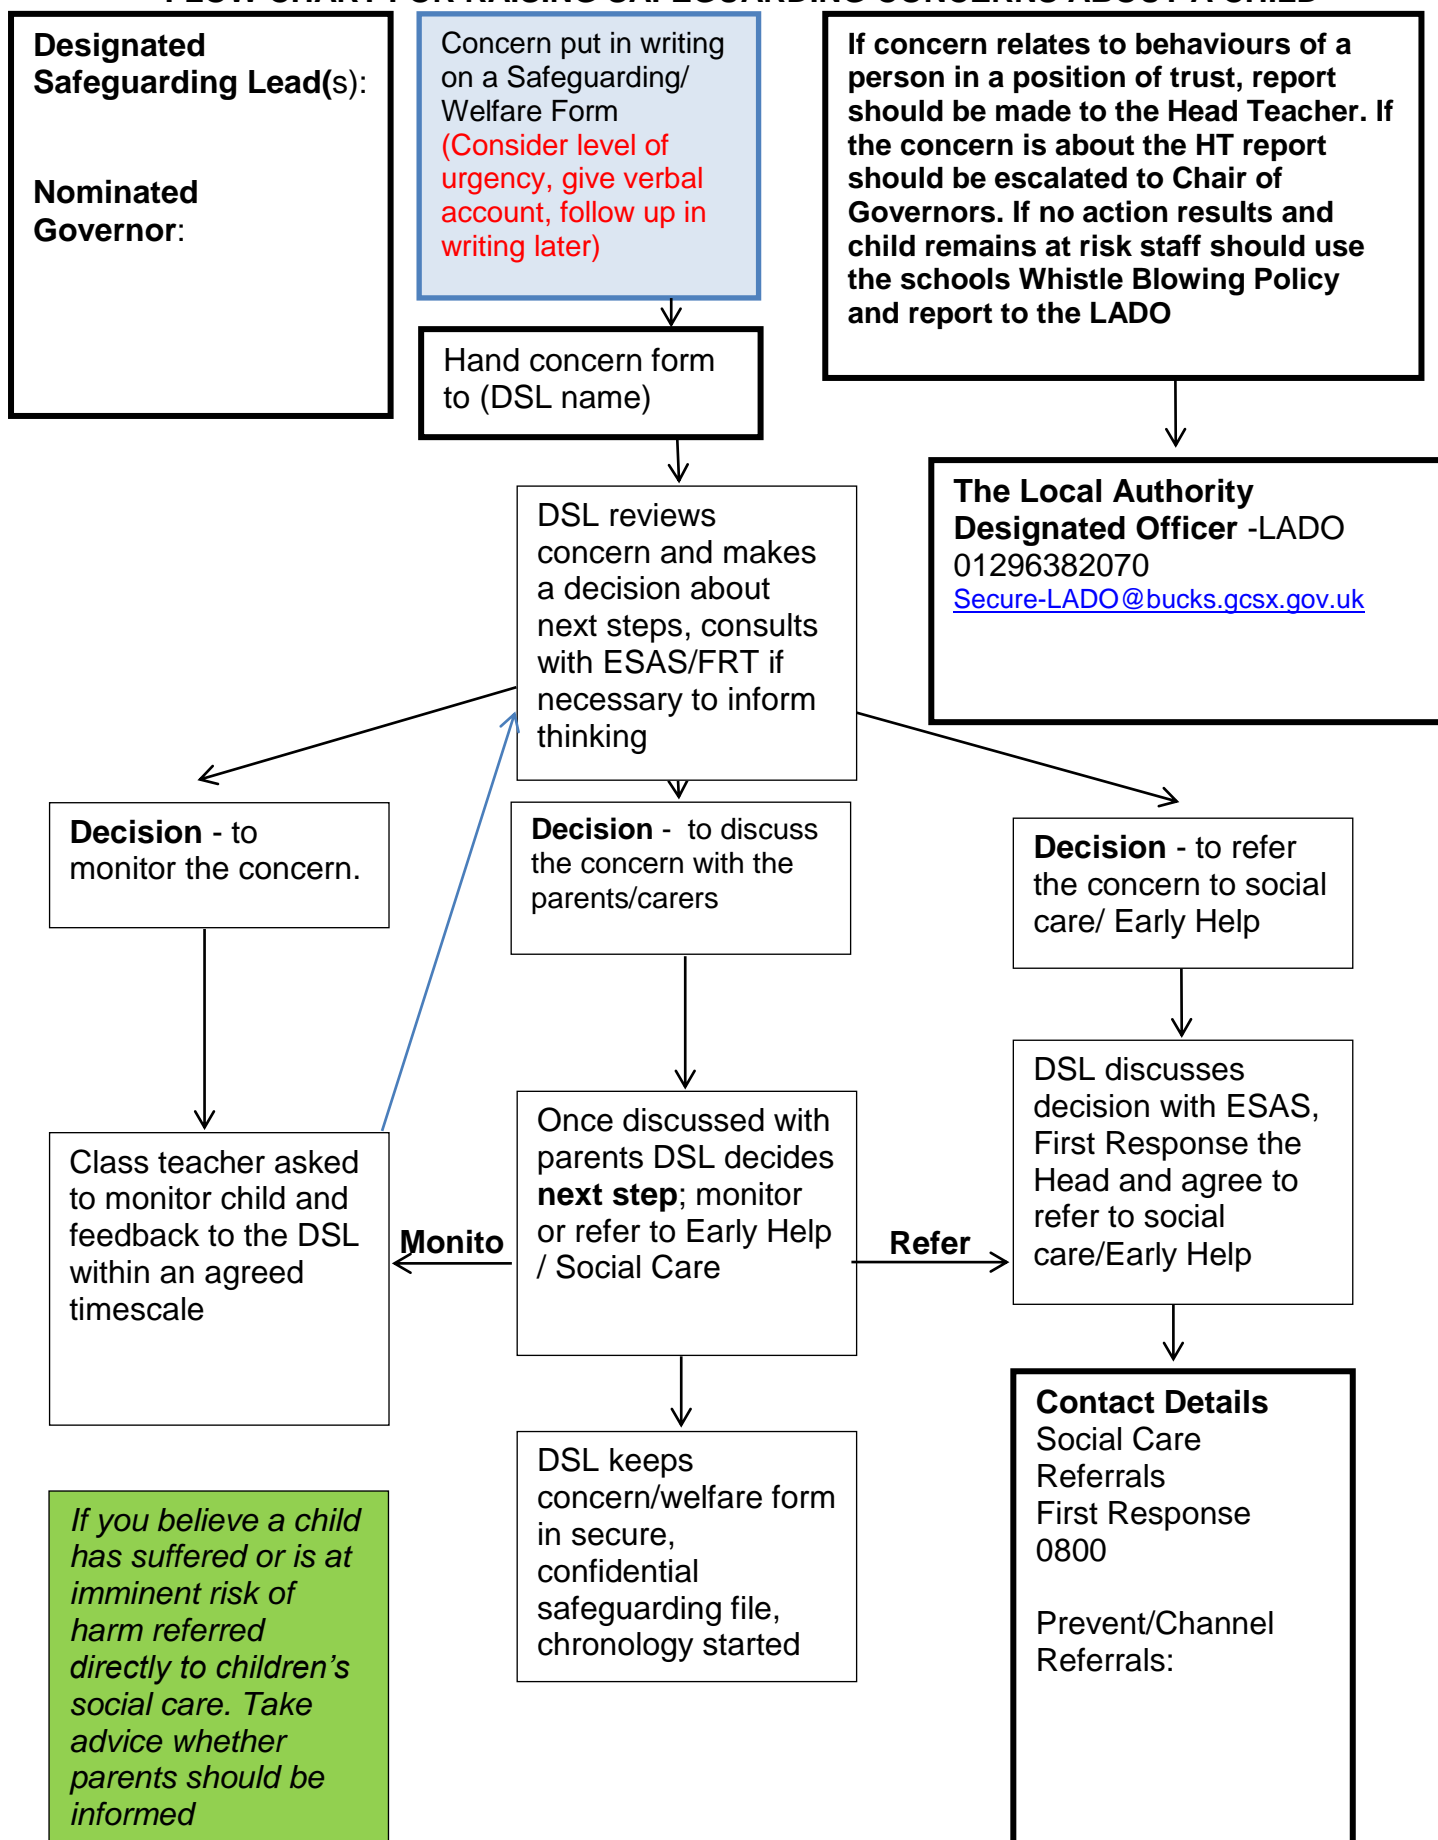 FLOW CHART FOR RAISING SAFEGUARDING CONCERNS ABOUT A CHILD
Designated
Safeguarding Lead(s):
Nominated
Governor:
Concern put in writing
on a Safeguarding/
Welfare Form
(Consider level of
urgency, give verbal
account, follow up in
writing later)
If concern relates to behaviours of a
person in a position of trust, report
should be made to the Head Teacher. If
the concern is about the HT report
should be escalated to Chair of
Governors. If no action results and
child remains at risk staff should use
the schools Whistle Blowing Policy
and report to the LADO
Hand concern form
to (DSL name)
The Local Authority
Designated Officer -LADO
01296382070
Secure-LADO@bucks.gcsx.gov.uk
DSL reviews
concern and makes
a decision about
next steps, consults
with ESAS/FRT if
necessary to inform
thinking
Decision - to
monitor the concern.
Decision -  to discuss
the concern with the
parents/carers
Decision - to refer
the concern to social
care/ Early Help
Class teacher asked
to monitor child and
feedback to the DSL
within an agreed
timescale
Monito
Once discussed with
parents DSL decides
next step; monitor
or refer to Early Help
/ Social Care
Refer
DSL discusses
decision with ESAS,
First Response the
Head and agree to
refer to social
care/Early Help
DSL keeps
concern/welfare form
in secure,
confidential
safeguarding file,
chronology started
Contact Details
Social Care
Referrals
First Response
0800
Prevent/Channel
Referrals:
If you believe a child
has suffered or is at
imminent risk of
harm referred
directly to children's
social care. Take
advice whether
parents should be
informed